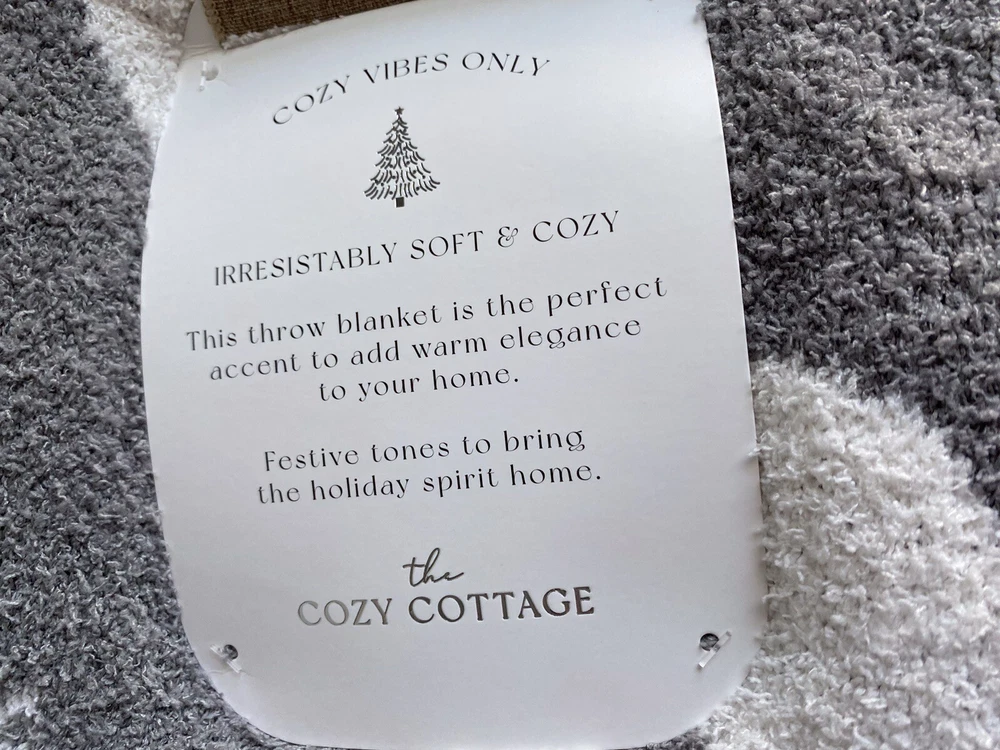 COZY VIBES ONLY
IRRESISTABLY SOFT & COZY
This throw blanket is the perfect
accent to add warm elegance
to your home.
Festive tones to bring
the holiday spirit home.
the
COZY COTTAGE